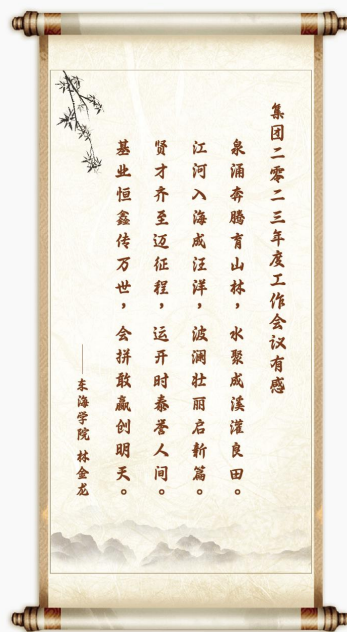 集团二零二三年度工作会议有感
泉涌奔腾育山林，水聚成溪灌良田。
江河入海成汪洋，波澜壮丽启新篇。
贤才齐至迈征程，运开时泰誉人间。
基业恒鑫传万世，会拼敢赢创明天。
——东海学院 林金龙